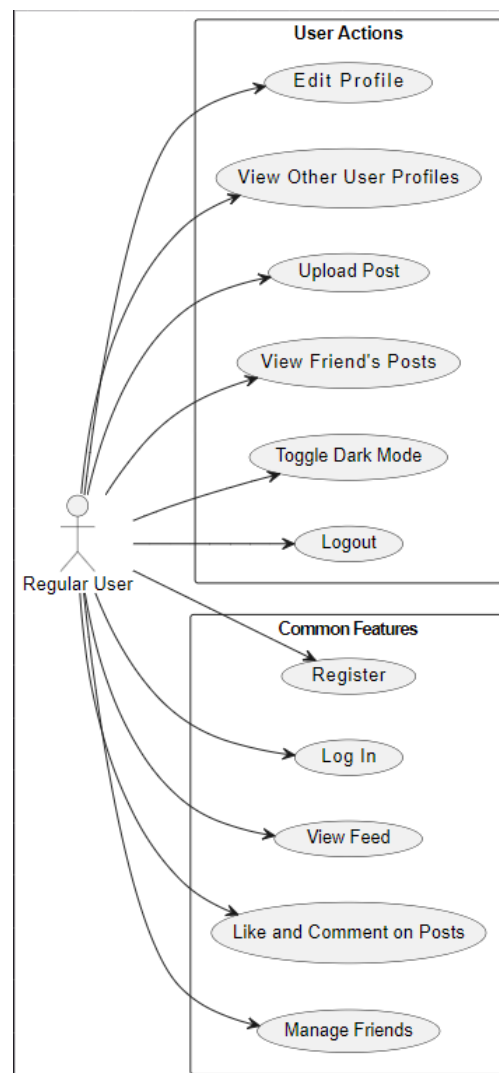 User Actions
Edit Profile
View Other User Profiles
Upload Post
View Friend's Posts
Toggle Dark Mode
Logout
Regular User
Common Features
Register
Log In
View Feed
Like and Comment on Posts
Manage Friends